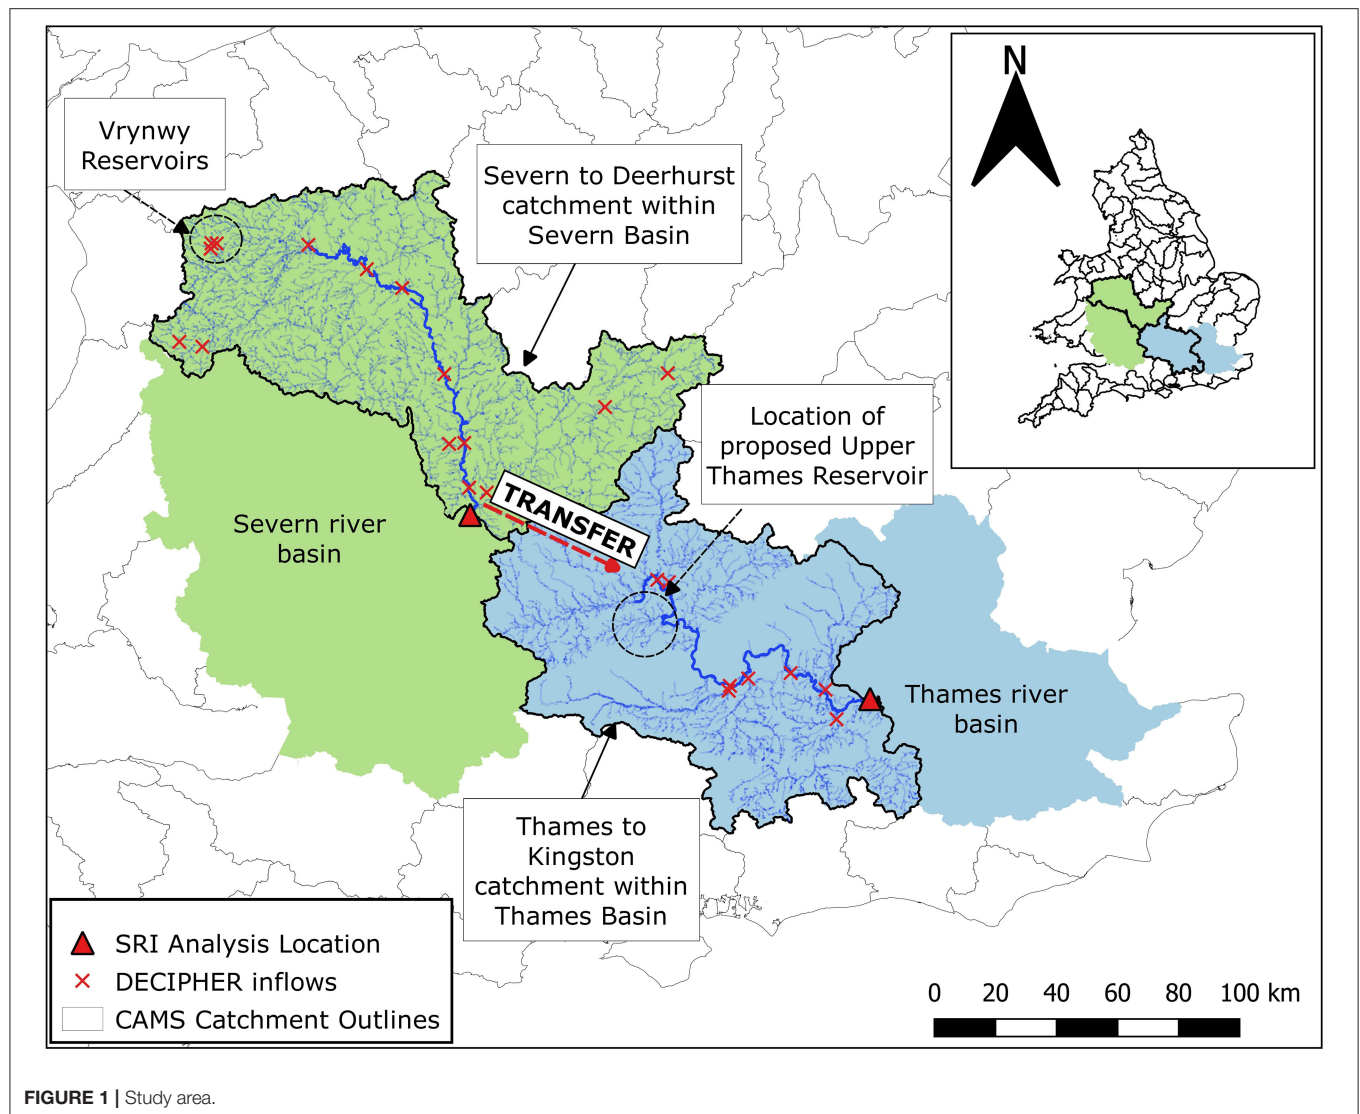 N
Vrynwy
Reservoirs
Severn to Deerhurst
catchment within
Severn Basin
Location of
proposed Upper
Thames Reservoir
TRANSFER
Severn river
basin
Thames river
basin
Thames to
Kingston
catchment within
Thames Basin
SRI Analysis Location
DECIPHER inflows
CAMS Catchment Outlines
0 20 40 60 80 100 km
FIGURE 1 | Study area.